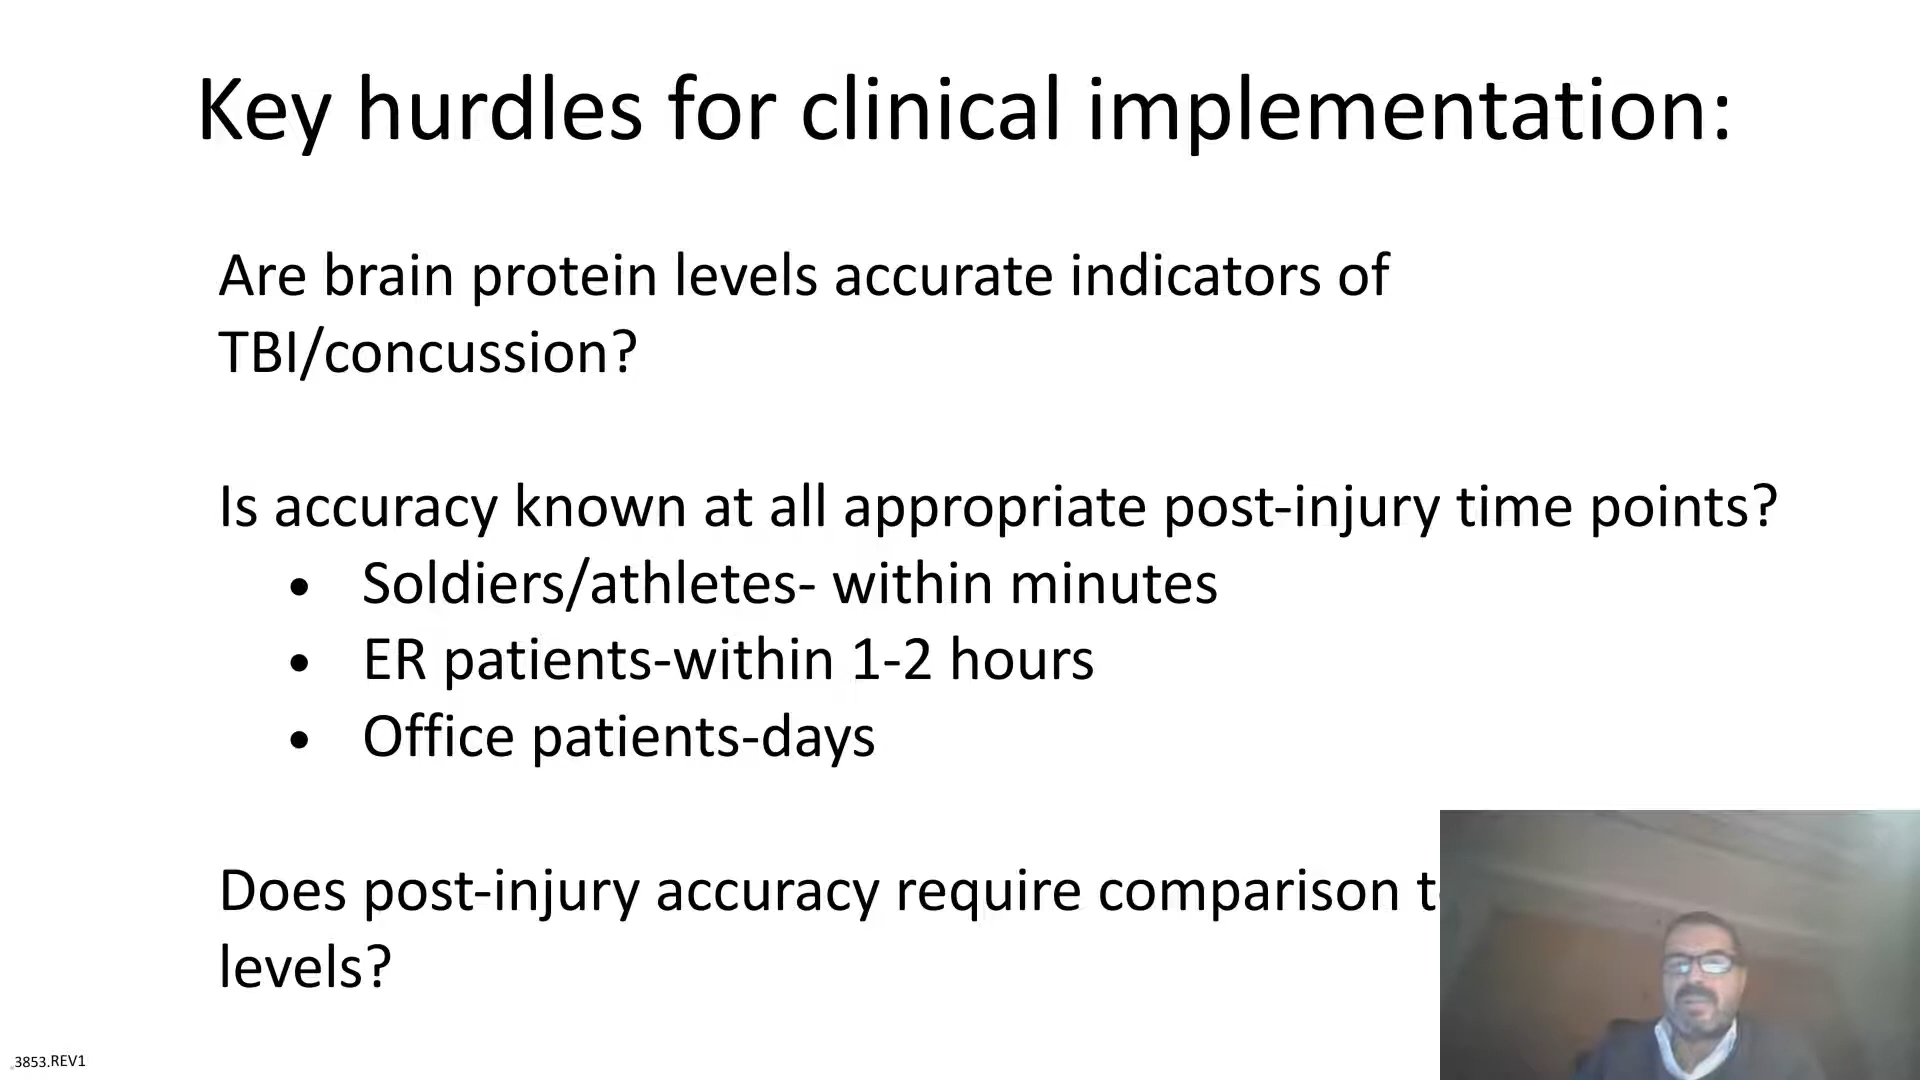 Key hurdles for clinical implementation:
Are brain protein levels accurate indicators of
TBI/concussion?
Is accuracy known at all appropriate post-injury time points?
• Soldiers/athletes- within minutes
• ER patients-within 1-2 hours
• Office patients-days
Does post-injury accuracy require comparison
levels?
3853.REV1